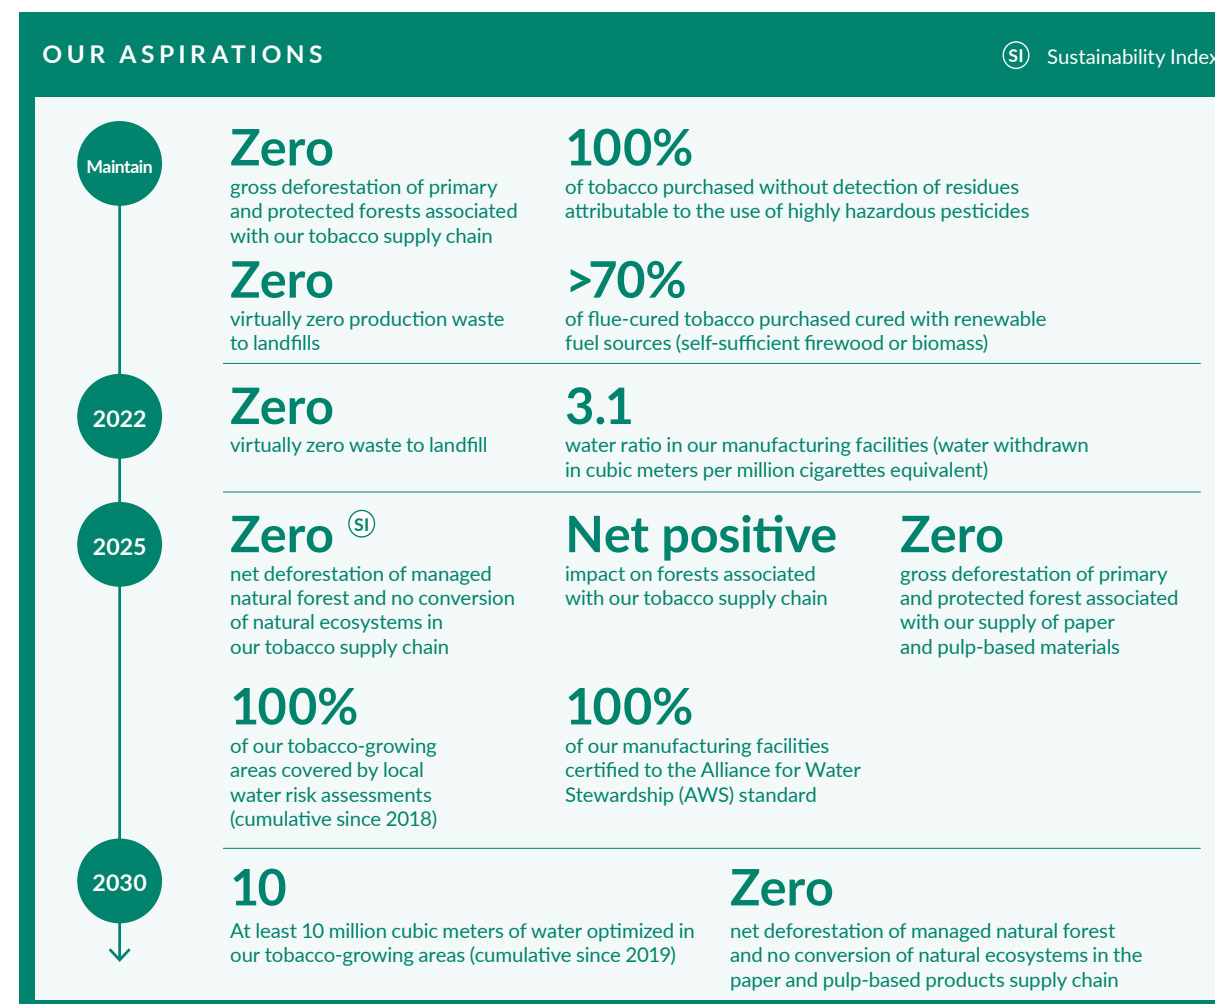 OUR ASPIRATIONS
SI Sustainability Index
Maintain
Zero
gross deforestation of primary
and protected forests associated
with our tobacco supply chain
100%
of tobacco purchased without detection of residues
attributable to the use of highly hazardous pesticides
Zero
virtually zero production waste
to landfills
>70%
of flue-cured tobacco purchased cured with renewable
fuel sources (self-sufficient firewood or biomass)
2022
Zero
virtually zero waste to landfill
3.1
water ratio in our manufacturing facilities (water withdrawn
in cubic meters per million cigarettes equivalent)
2025
Zero SI
net deforestation of managed
natural forest and no conversion
of natural ecosystems in
our tobacco supply chain
Net positive
impact on forests associated
with our tobacco supply chain
Zero
gross deforestation of primary
and protected forest associated
with our supply of paper
and pulp-based materials
100%
of our tobacco-growing
areas covered by local
water risk assessments
(cumulative since 2018)
100%
of our manufacturing facilities
certified to the Alliance for Water
Stewardship (AWS) standard
2030
10
At least 10 million cubic meters of water optimized in
our tobacco-growing areas (cumulative since 2019)
Zero
net deforestation of managed natural forest
and no conversion of natural ecosystems in the
paper and pulp-based products supply chain